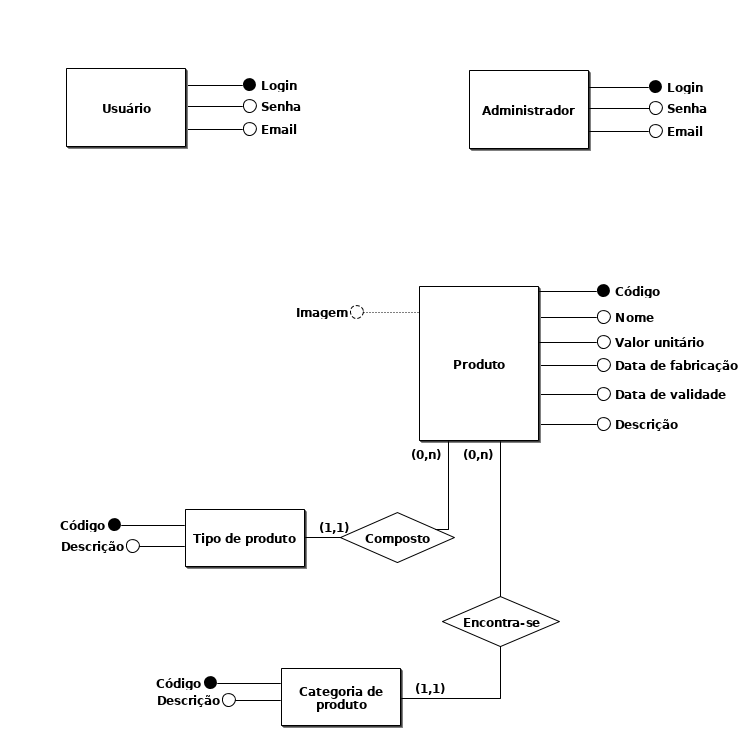 Usuário
Login
Senha
Email
Administrador
Login
Senha
Email
Imagem
Produto
Código
Nome
Valor unitário
Data de fabricação
Data de validade
Descrição
(0,n)
(0,n)
Código
Descrição
Tipo de produto
(1,1)
Composto
Encontra-se
Código
Descrição
Categoria de
produto
(1,1)